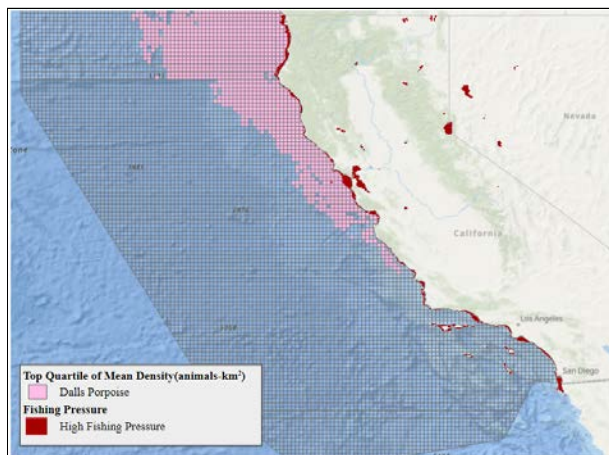 Nevada
California
Los Angeles
San Diego
Top Quartile of Mean Density(animals-km²)
Dalls Porpoise
Fishing Pressure
High Fishing Pressure